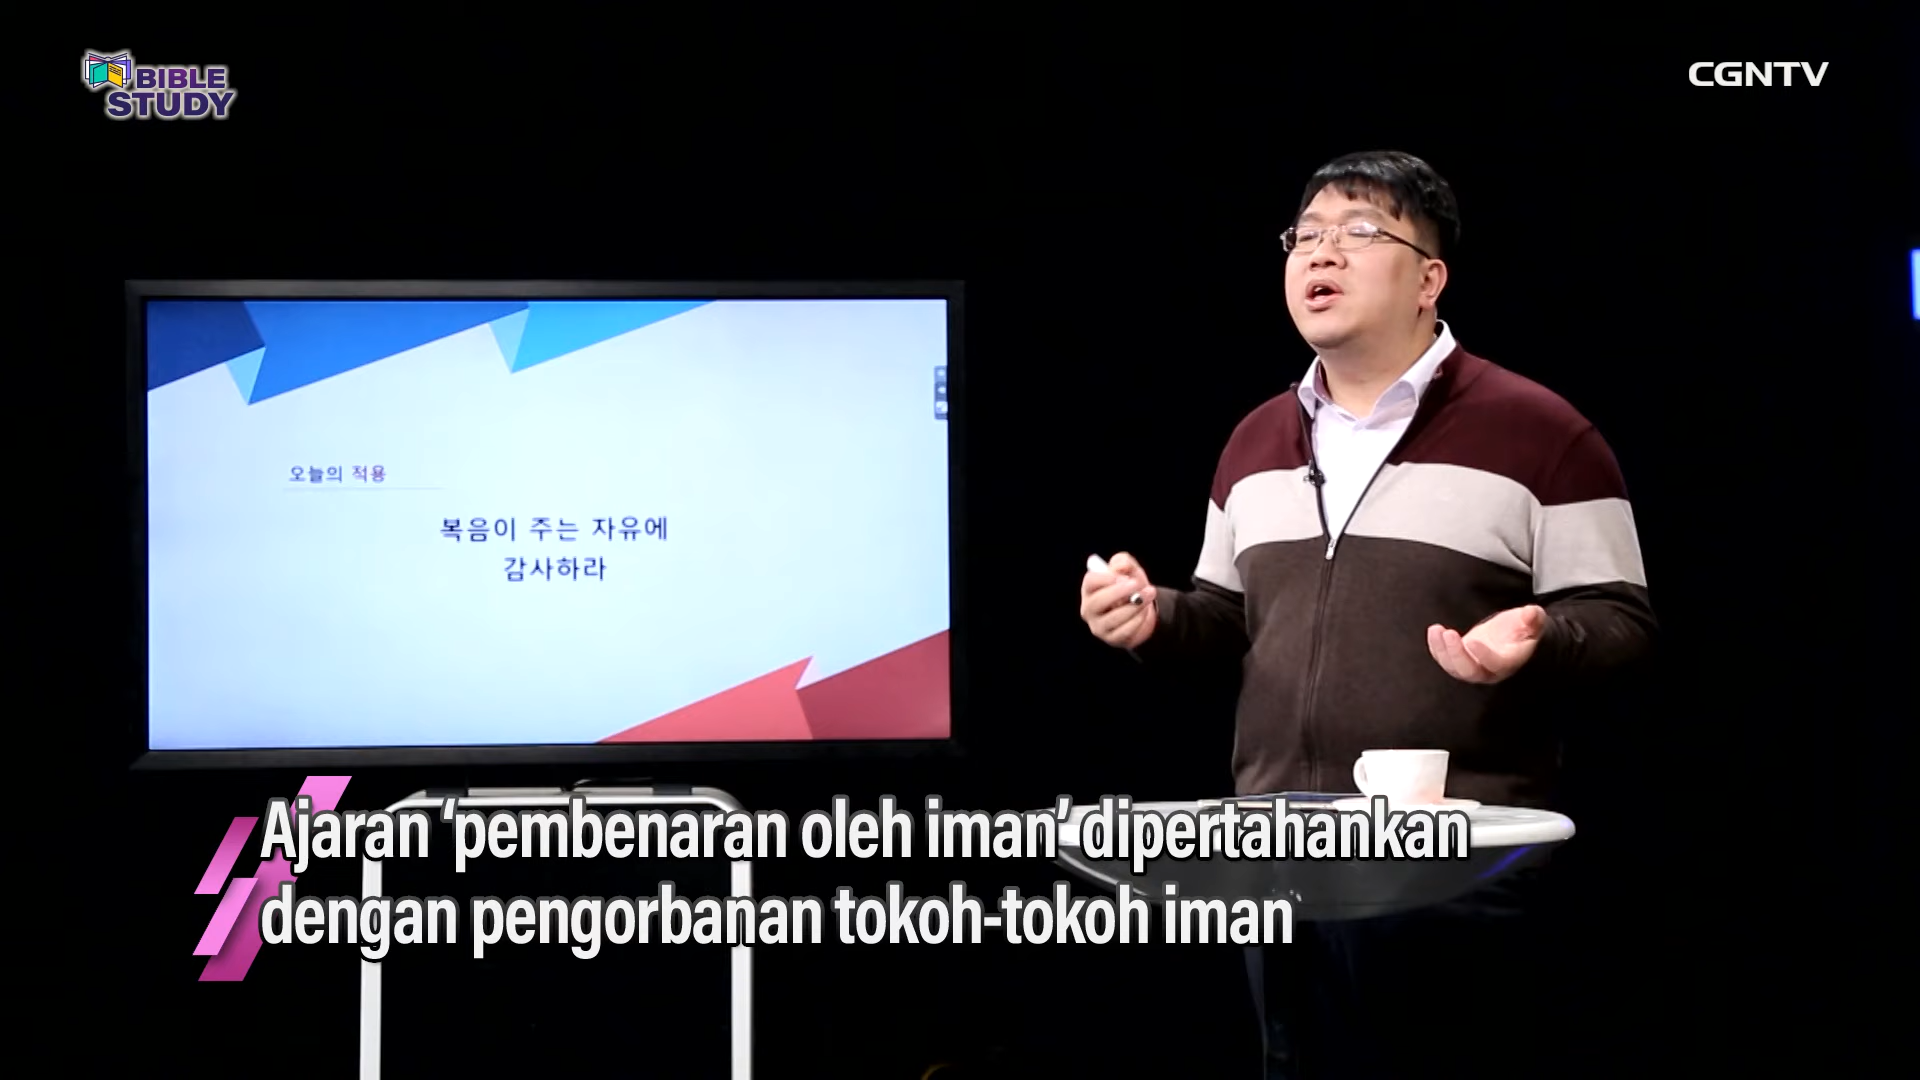 BIBLE
STUDY
CGNTV
오늘의 적용
복음이 주는 자유에
감사하라
Ajaran ‘pembenaran oleh iman’ dipertahankan
dengan pengorbanan tokoh-tokoh iman